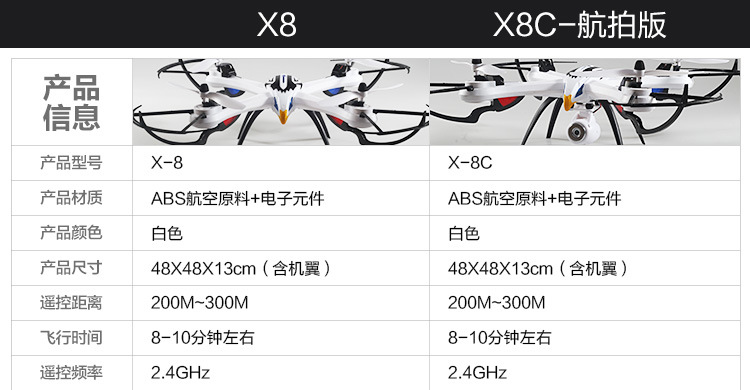 X8 X8C-航拍版
产品
信息
产品型号 X-8 X-8C
产品材质 ABS航空原料+电子元件 ABS航空原料+电子元件
产品颜色 白色 白色
产品尺寸 48X48X13cm（含机翼） 48X48X13cm（含机翼）
遥控距离 200M~300M 200M~300M
飞行时间 8-10分钟左右 8-10分钟左右
遥控频率 2.4GHz 2.4GHz